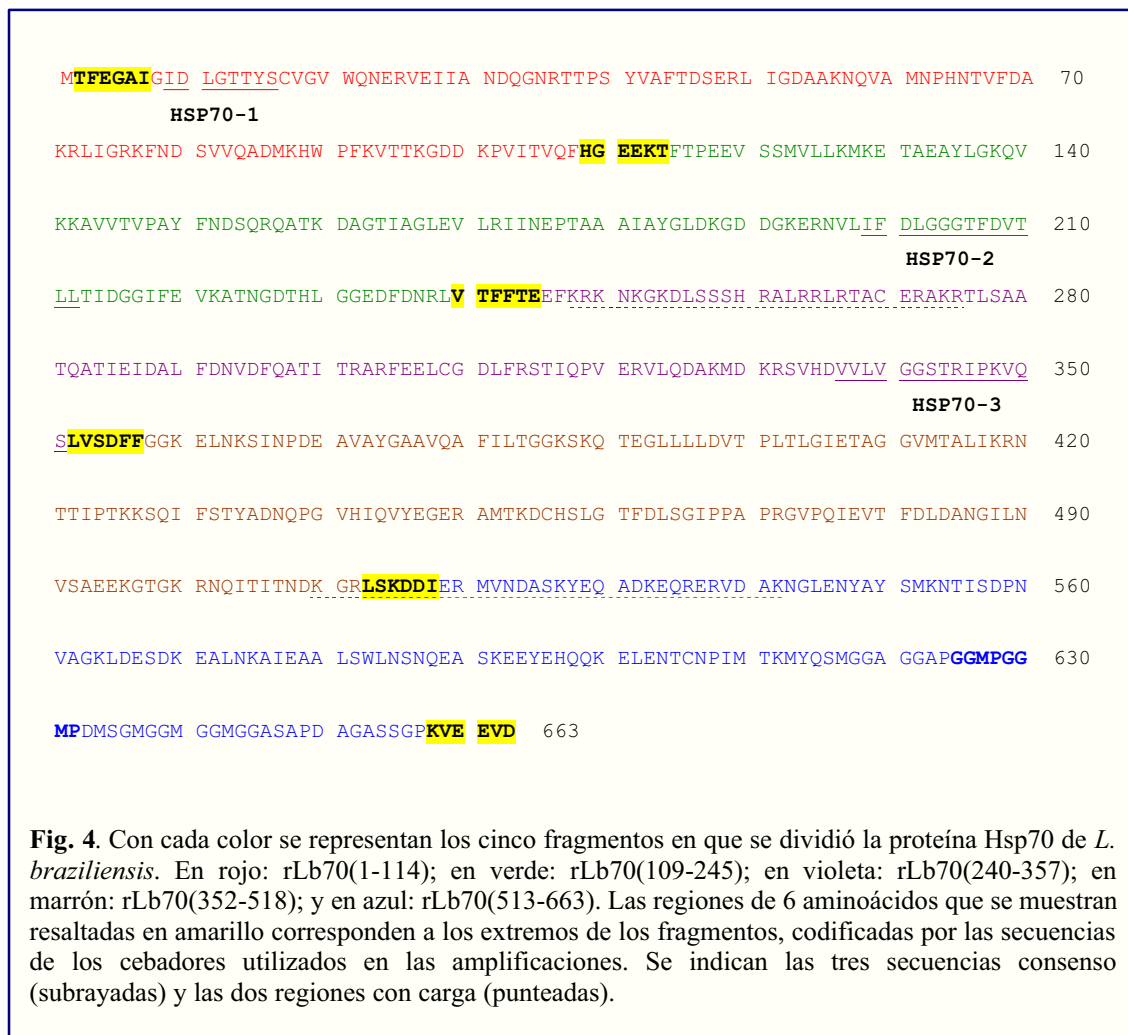 MTFEGAIGID LGTTYSCVGV WQNERVEIIA NDQGNRTTPS YVAFTDSERL IGDAAKNQVA MNPHNTVFDA 70
HSP70-1
KRLIGRKFND SVVQADMKHW PFKVTTKGDD KPVITVQFHG EEKTFTPEEV SSMVLLKMKE TAEAYLGKQV 140
KKAVVTVPAY FNDSQRQATK DAGTIAGLEV LRIINEPTAA AIAYGLDKGD DGKERNVLIF DLGGGTFDVT 210
HSP70-2
LLTIDGGIFE VKATNGDTHL GGEDFDNRLV TFFTEEFKRK NKGKDLSSSH RALRRLRTAC ERAKRTLSAA 280
TQATIEIDAL FDNVDFQATI TRARFEELCG DLFRSTIQPV ERVLQDAKMD KRSVHDVVLV GGSTRIPKVQ 350
HSP70-3
SLVSDFFGGK ELNKSINPDE AVAYGAAVQA FILTGGKSKQ TEGLLLLDVT PLTLGIETAG GVMTALIKRN 420
TTIPTKKSQI FSTYADNQPG VHIQVYEGER AMTKDCHSLG TFDLSGIPPA PRGVPQIEVT FDLDANGILN 490
VSAEEKGTGK RNQITITNDK GRLSKDDIER MVNDASKYEQ ADKEQRERVD AKNGLENYAY SMKNTISDPN 560
VAGKLDESDK EALNKAIEAA LSWLNSNQEA SKEEYEHQQK ELENTCNPIM TKMYQSMGGA GGAPGGMPGG 630
MPDMSGMGGM GGMGGASAPD AGASSGPKVE EVD 663
Fig. 4. Con cada color se representan los cinco fragmentos en que se dividió la proteína Hsp70 de L.
braziliensis. En rojo: rLb70(1-114); en verde: rLb70(109-245); en violeta: rLb70(240-357); en
marrón: rLb70(352-518); y en azul: rLb70(513-663). Las regiones de 6 aminoácidos que se muestran
resaltadas en amarillo corresponden a los extremos de los fragmentos, codificadas por las secuencias
de los cebadores utilizados en las amplificaciones. Se indican las tres secuencias consenso
(subrayadas) y las dos regiones con carga (punteadas).